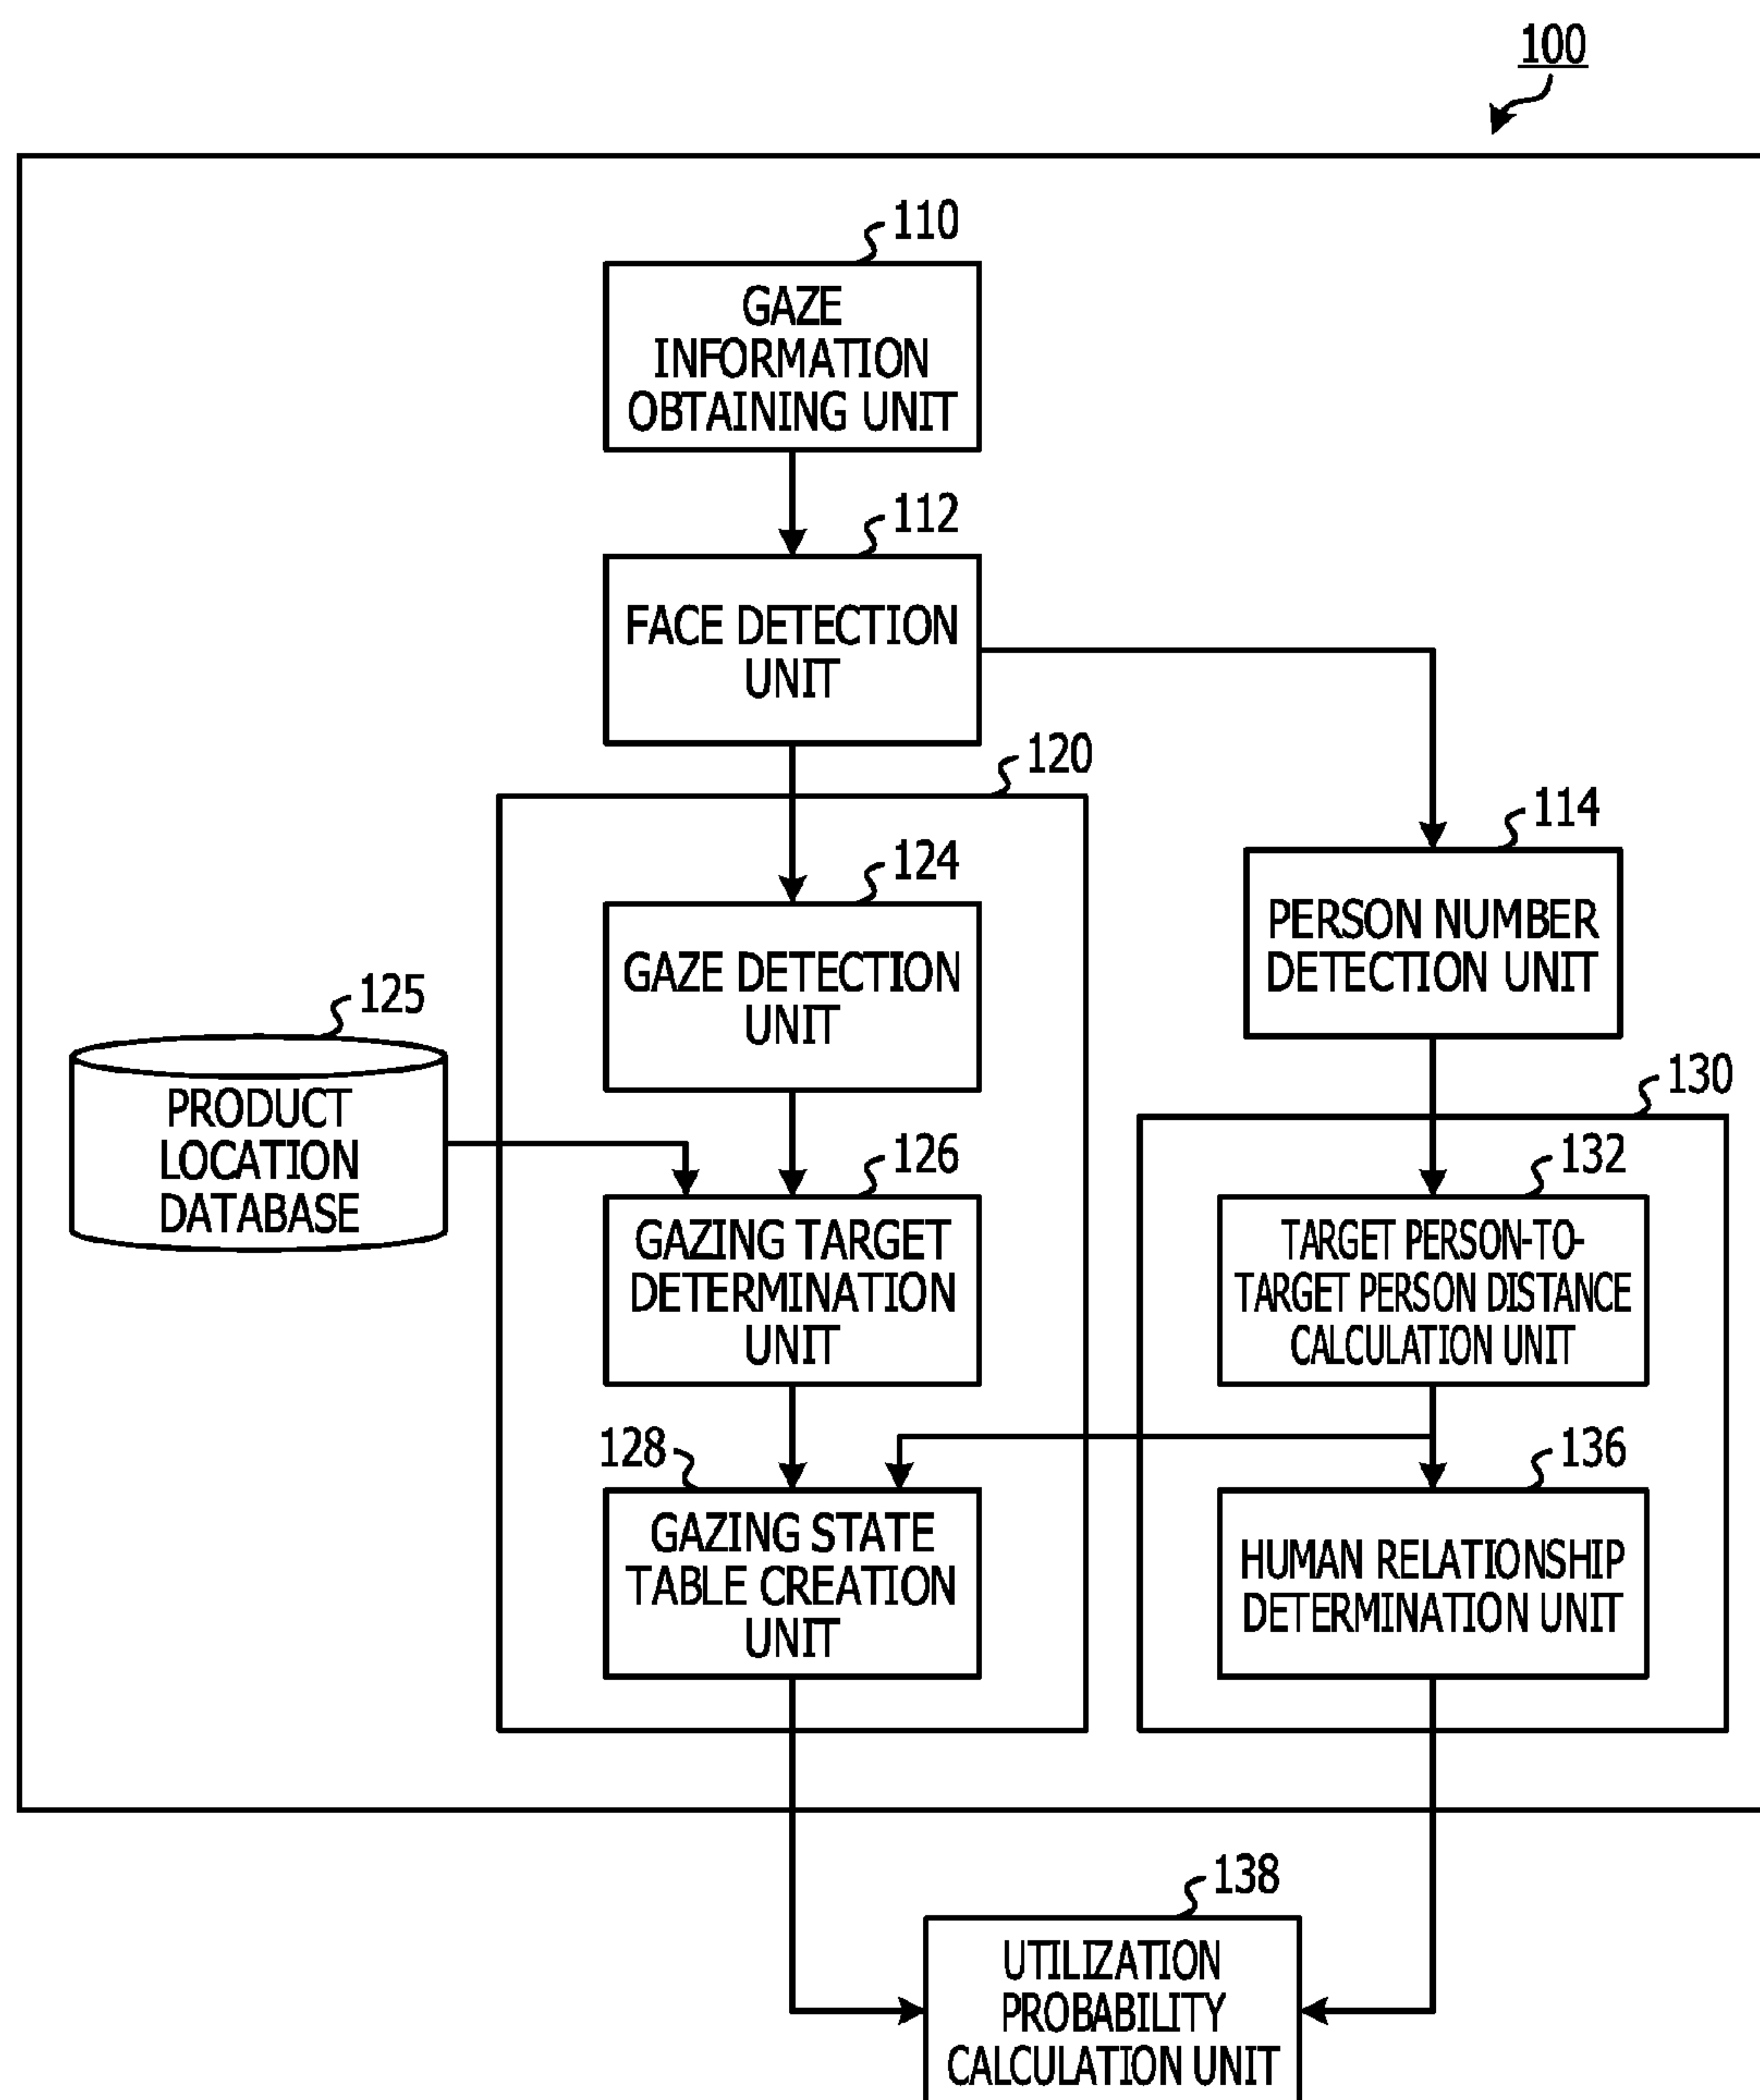 100
110
GAZE
INFORMATION
OBTAINING UNIT
112
FACE DETECTION
UNIT
120
114
PERSON NUMBER
DETECTION UNIT
124
GAZE DETECTION
UNIT
125
PRODUCT
LOCATION
DATABASE
130
126
GAZING TARGET
DETERMINATION
UNIT
132
TARGET PERSON-TO-
TARGET PERSON DISTANCE
CALCULATION UNIT
128
GAZING STATE
TABLE CREATION
UNIT
136
HUMAN RELATIONSHIP
DETERMINATION UNIT
138
UTILIZATION
PROBABILITY
CALCULATION UNIT